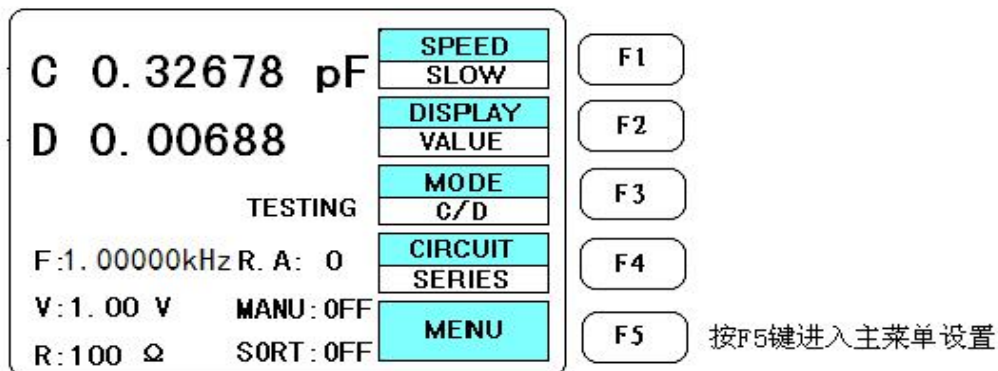 C 0.32678 pF
D 0.00688
TESTING
F:1.00000kHz R.A: 0
V:1.00 V MANU:OFF
R:100 Ω SORT:OFF
SPEED
SLOW
DISPLAY
VALUE
MODE
C/D
CIRCUIT
SERIES
MENU
F1
F2
F3
F4
F5 按F5键进入主菜单设置